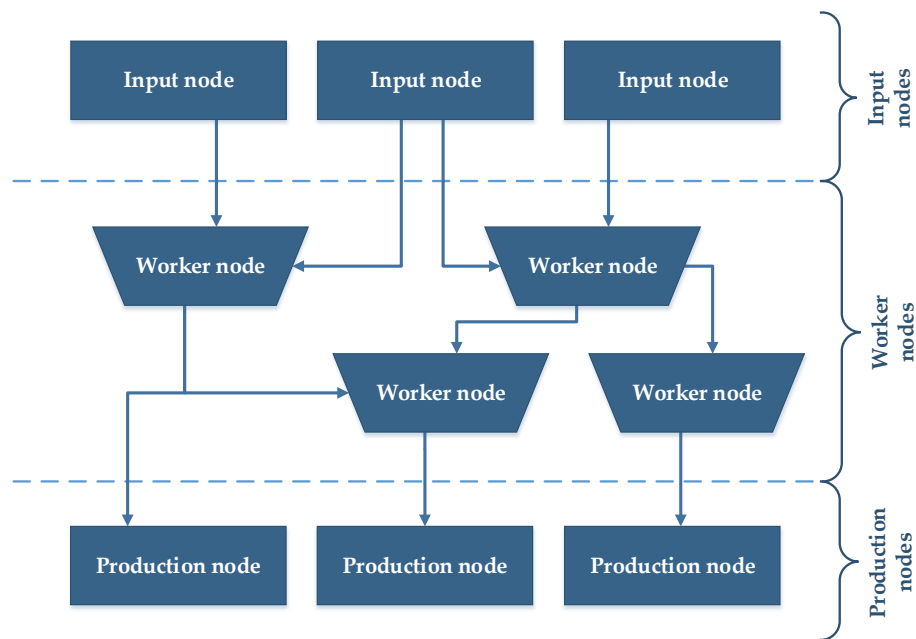 Input node
Input node
Input node
Input
nodes
Worker node
Worker node
Worker node
Worker node
Worker
nodes
Production node
Production node
Production node
Production
nodes